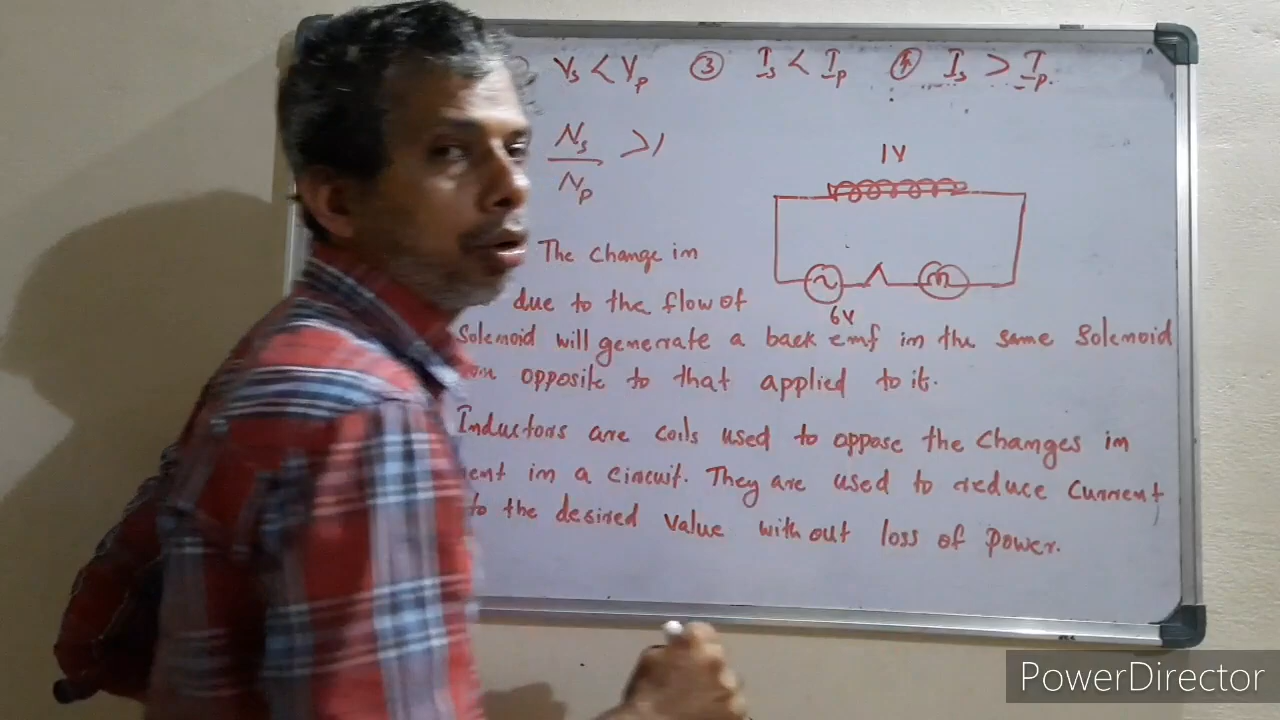 Vs < Vp ③ Is < Ip ④ Is > Ip.
Ns
Np
>1
1V
The change in
due to the flow of
6V
Solenoid will generate a back emf in the same Solenoid
opposite to that applied to it.
Inductors are coils used to oppose the changes in
in a circuit. They are used to reduce current
to the desired value with out loss of power.
PowerDirector